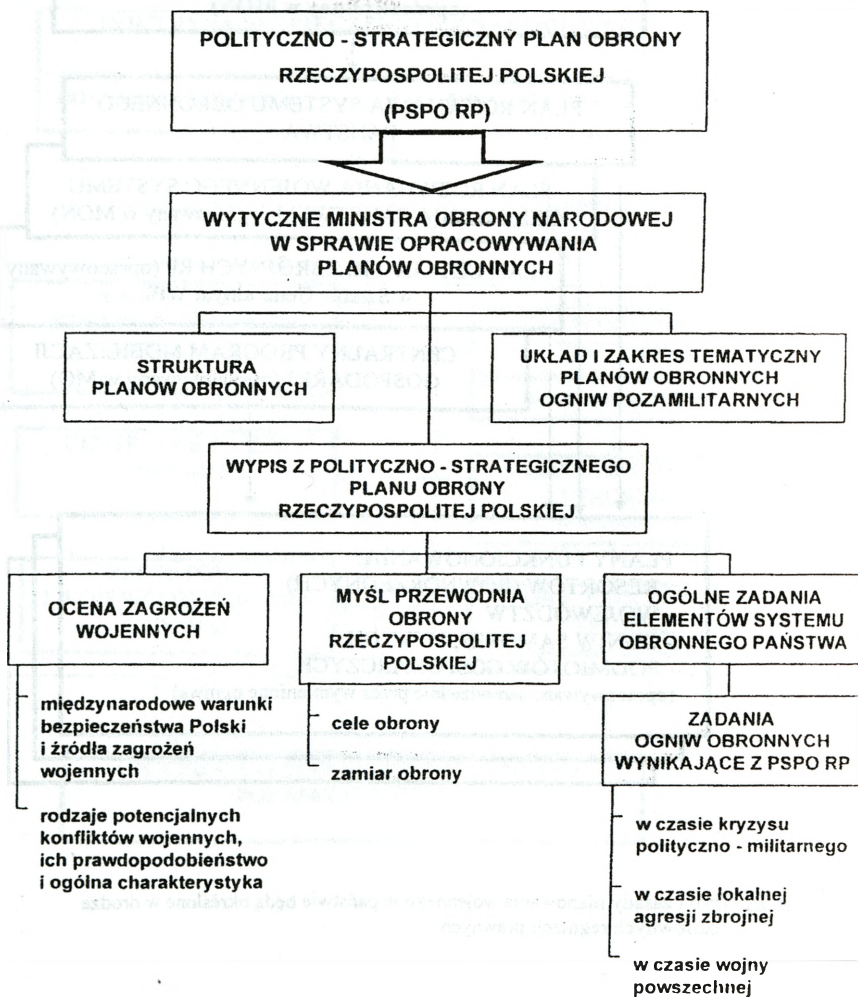 POLITYCZNO - STRATEGICZNY PLAN OBRONY
RZECZYPOSPOLITEJ POLSKIEJ
(PSPO RP)
WYTYCZNE MINISTRA OBRONY NARODOWEJ
W SPRAWIE OPRACOWYWANIA
PLANÓW OBRONNYCH
STRUKTURA
PLANÓW OBRONNYCH
UKŁAD I ZAKRES TEMATYCZNY
PLANÓW OBRONNYCH
OGNIW POZAMILITARNYCH
WYPIS Z POLITYCZNO - STRATEGICZNEGO
PLANU OBRONY
RZECZYPOSPOLITEJ POLSKIEJ
OCENA ZAGROŻEŃ
WOJENNYCH
międzynarodowe warunki
bezpieczeństwa Polski
i źródła zagrożeń
wojennych
rodzaje potencjalnych
konfliktów wojennych,
ich prawdopodobieństwo
i ogólna charakterystyka
MYŚL PRZEWODNIA
OBRONY
RZECZYPOSPOLITEJ
POLSKIEJ
cele obrony
zamiar obrony
OGÓLNE ZADANIA
ELEMENTÓW SYSTEMU
OBRONNEGO PAŃSTWA
ZADANIA
OGNIW OBRONNYCH
WYNIKAJĄCE Z PSPO RP
w czasie kryzysu
polityczno - militarnego
w czasie lokalnej
agresji zbrojnej
w czasie wojny
powszechnej